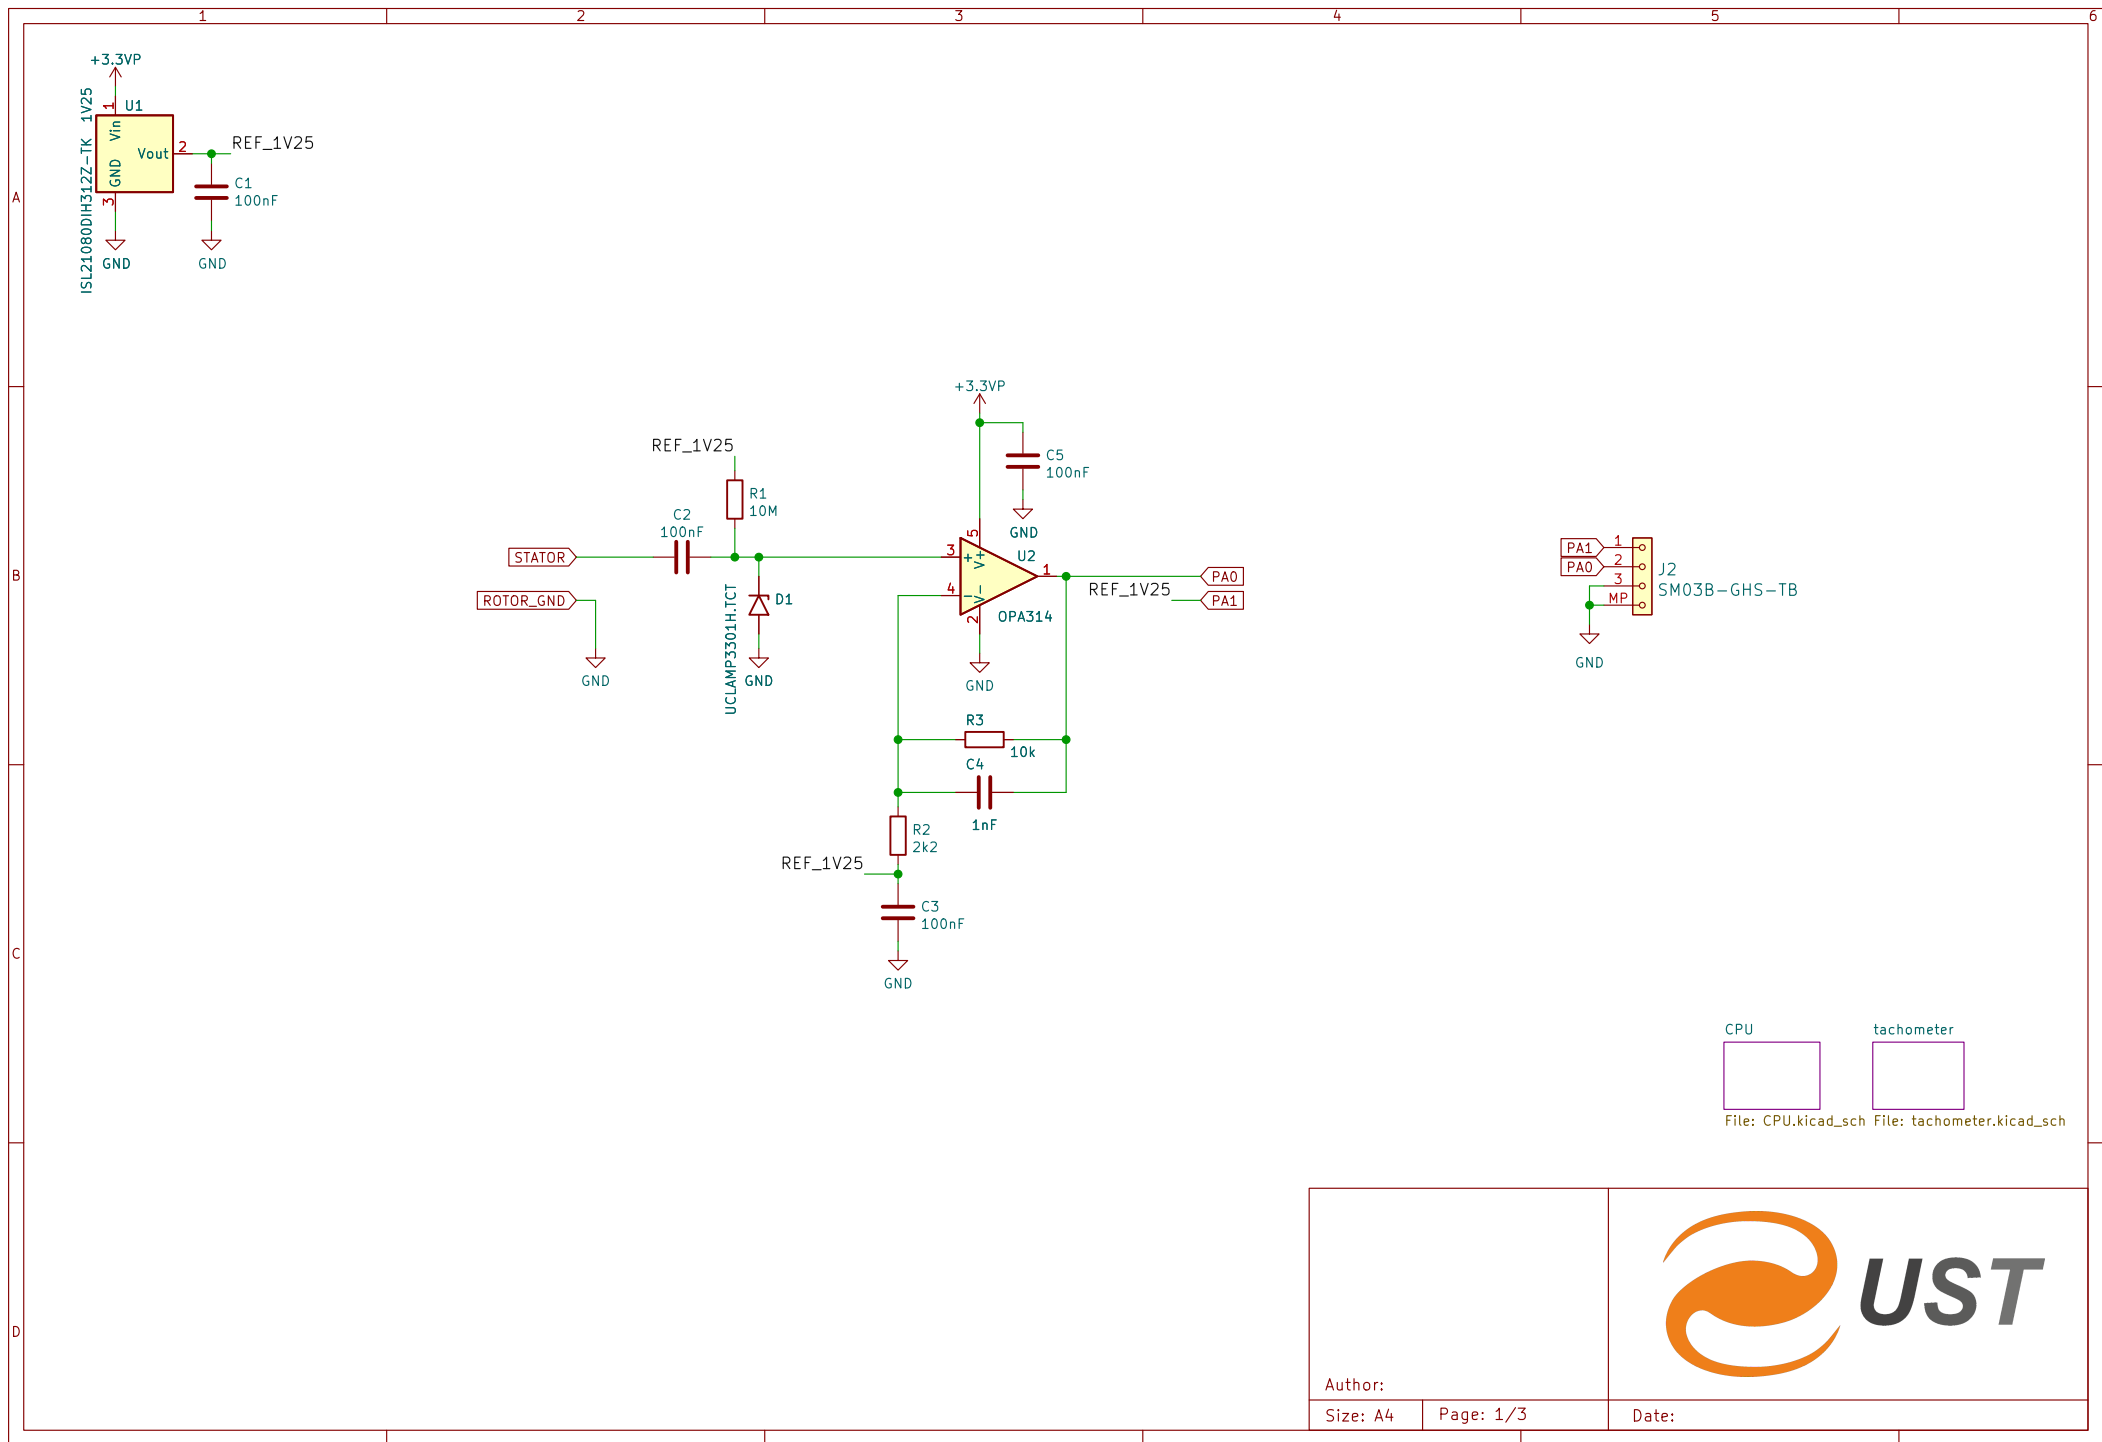 1 2 3 4 5 6
+3.3VP
1
U1
1V25
ISL21080DIH312Z-TK
Vin
Vout
GND
2
3
REF_1V25
C1
100nF
GND
GND
A
+3.3VP
REF_1V25
C5
100nF
R1
10M
C2
100nF
GND
5
STATOR
3
+
+
V+
U2
1
PA0
REF_1V25
PA1
4
-
V-
2
OPA314
ROTOR_GND
D1
UCLAMP3301H.TCT
GND
GND
GND
B
PA1
1
PA0
2
3
MP
J2
SM03B-GHS-TB
GND
R3
10k
C4
1nF
R2
2k2
REF_1V25
C3
100nF
GND
C
CPU
File: CPU.kicad_sch
tachometer
File: tachometer.kicad_sch
D
UST
Author:
Size: A4
Page: 1/3
Date: